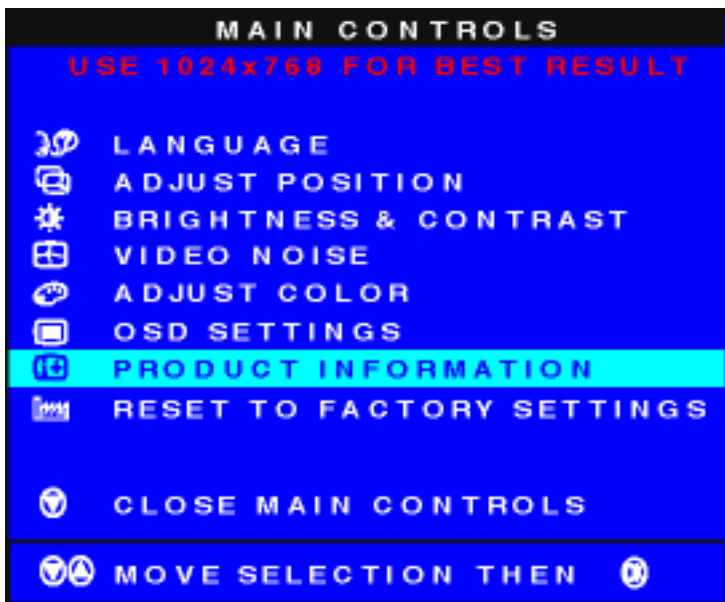 MAIN CONTROLS
USE 1024x768 FOR BEST RESULT
LANGUAGE
ADJUST POSITION
BRIGHTNESS & CONTRAST
VIDEO NOISE
ADJUST COLOR
OSD SETTINGS
PRODUCT INFORMATION
RESET TO FACTORY SETTINGS
CLOSE MAIN CONTROLS
MOVE SELECTION THEN